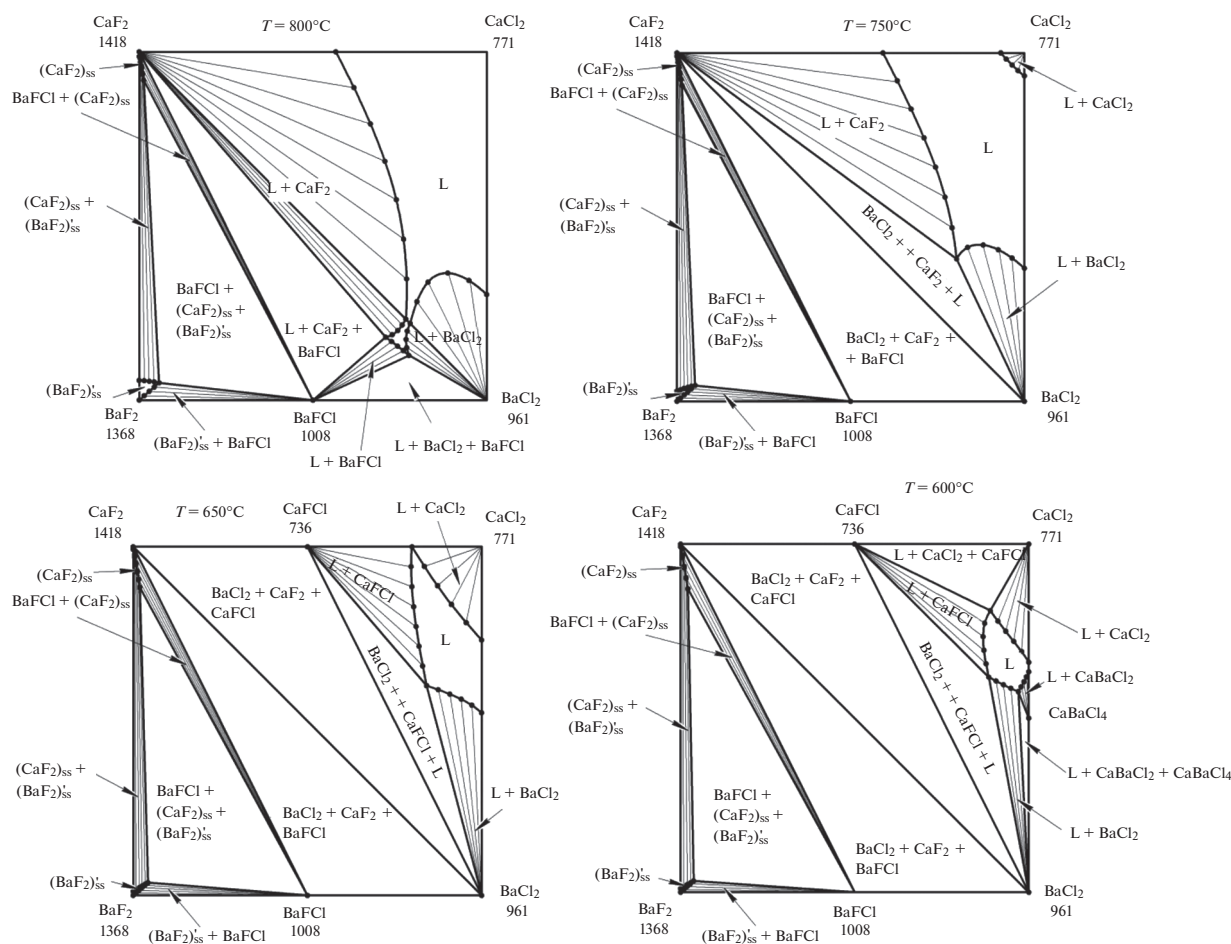 CaF2
1418
T = 800°C
CaCl2
771
(CaF2)ss
BaFCl + (CaF2)ss
L + CaF2
L
(CaF2)ss +
(BaF2)'ss
BaFCl +
(CaF2)ss +
(BaF2)'ss
L + CaF2 +
BaFCl
L + BaCl2
(BaF2)'ss
BaF2
1368
BaFCl
1008
BaCl2
961
(BaF2)'ss + BaFCl
L + BaFCl
L + BaCl2 + BaFCl
CaF2
1418
T = 750°C
CaCl2
771
(CaF2)ss
BaFCl + (CaF2)ss
L + CaCl2
L + CaF2
L
(CaF2)ss +
(BaF2)'ss
BaCl2 + + CaF2 + L
L + BaCl2
BaFCl +
(CaF2)ss +
(BaF2)'ss
BaCl2 + CaF2 +
+ BaFCl
(BaF2)'ss
BaF2
1368
BaFCl
1008
BaCl2
961
(BaF2)'ss + BaFCl
CaF2
1418
T = 650°C
CaFCl
736
L + CaCl2
CaCl2
771
(CaF2)ss
BaFCl + (CaF2)ss
BaCl2 + CaF2 +
CaFCl
L + CaFCl
L
BaCl2 + + CaFCl + L
(CaF2)ss +
(BaF2)'ss
BaFCl +
(CaF2)ss +
(BaF2)'ss
BaCl2 + CaF2 +
BaFCl
L + BaCl2
(BaF2)'ss
BaF2
1368
(BaF2)'ss + BaFCl
BaFCl
1008
BaCl2
961
T = 600°C
CaF2
1418
CaFCl
736
CaCl2
771
L + CaCl2 + CaFCl
(CaF2)ss
BaCl2 + CaF2 +
CaFCl
L + CaFCl
BaFCl + (CaF2)ss
L + CaCl2
L
L + CaBaCl2
CaBaCl4
BaCl2 + + CaFCl + L
(CaF2)ss +
(BaF2)'ss
L + CaBaCl2 + CaBaCl4
BaFCl +
(CaF2)ss +
(BaF2)'ss
L + BaCl2
BaCl2 + CaF2 +
BaFCl
(BaF2)'ss
BaF2
1368
(BaF2)'ss + BaFCl
BaFCl
1008
BaCl2
961